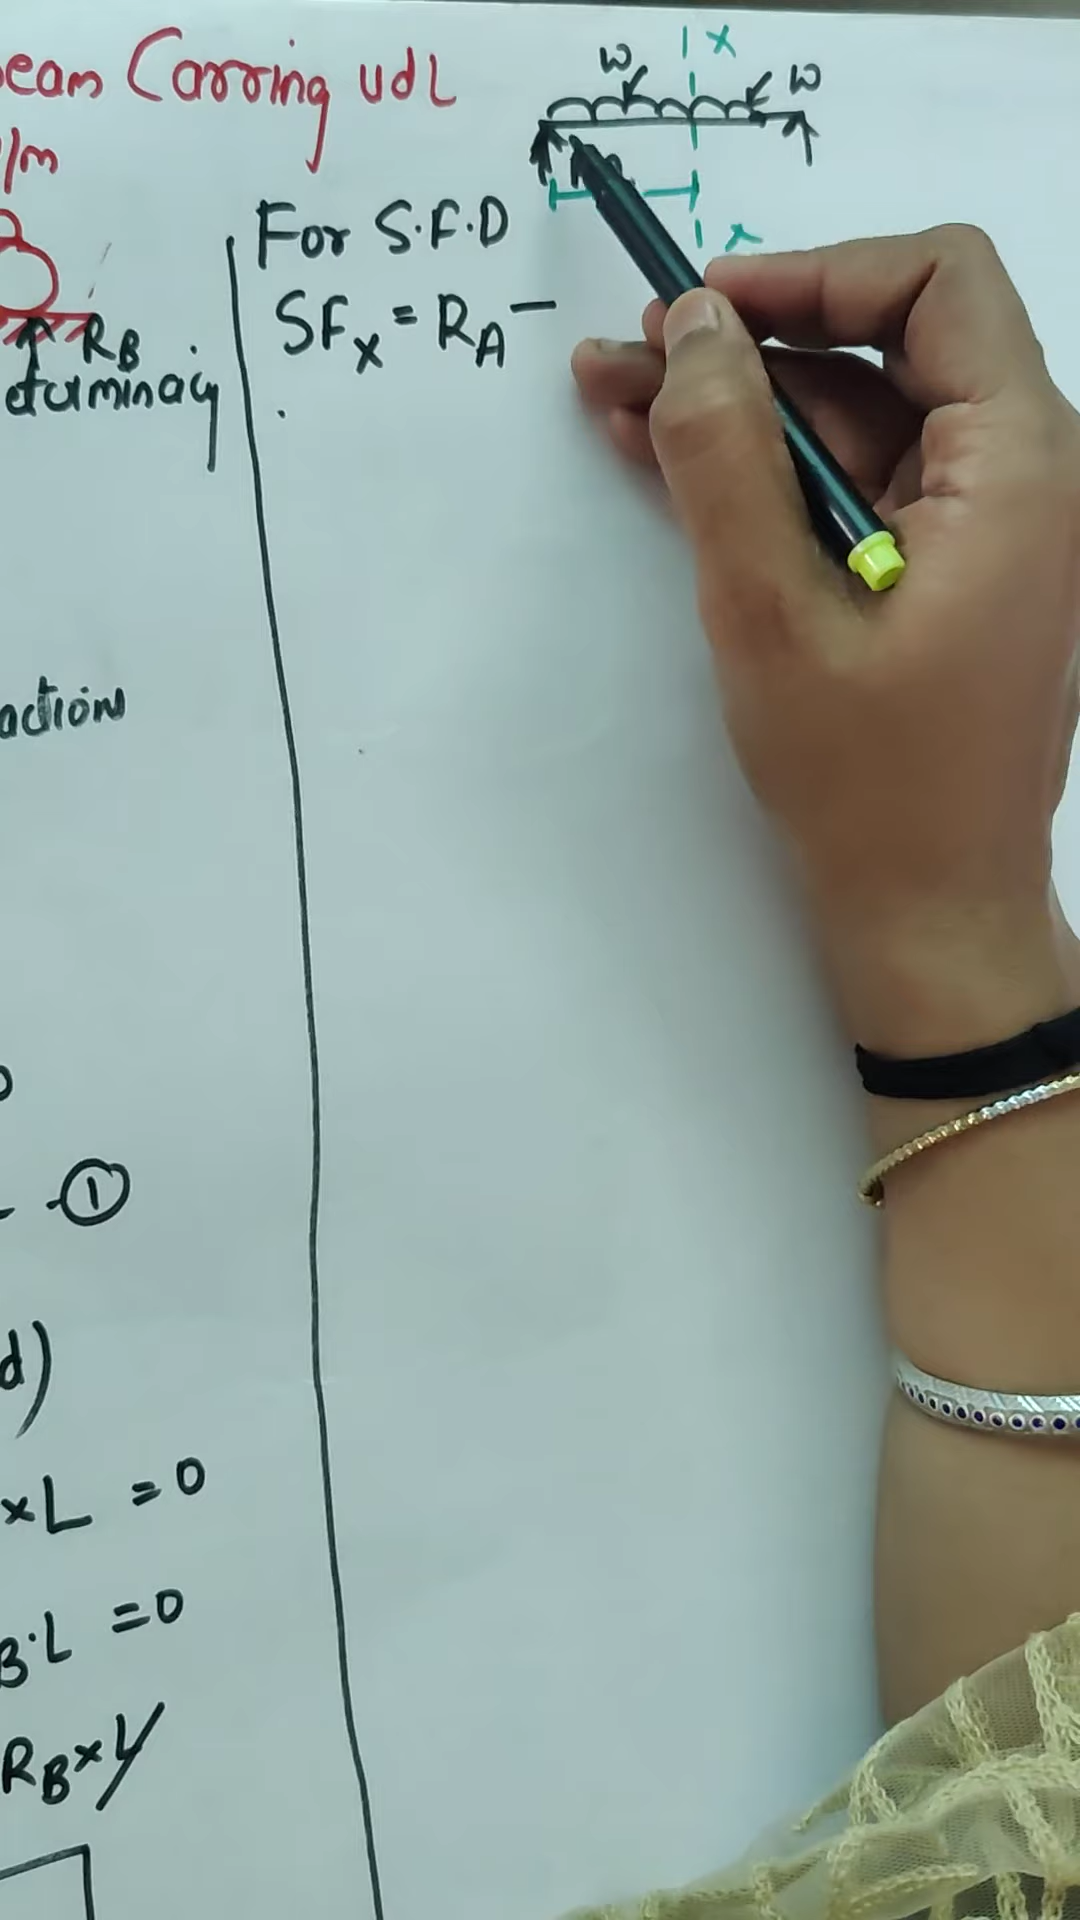 eam Carring udl
/m
RB
eterminacy
action
- ①
d)
×L = 0
B·L = 0
RB×L
W
X
W
x
For S.F.D
SFx = RA -